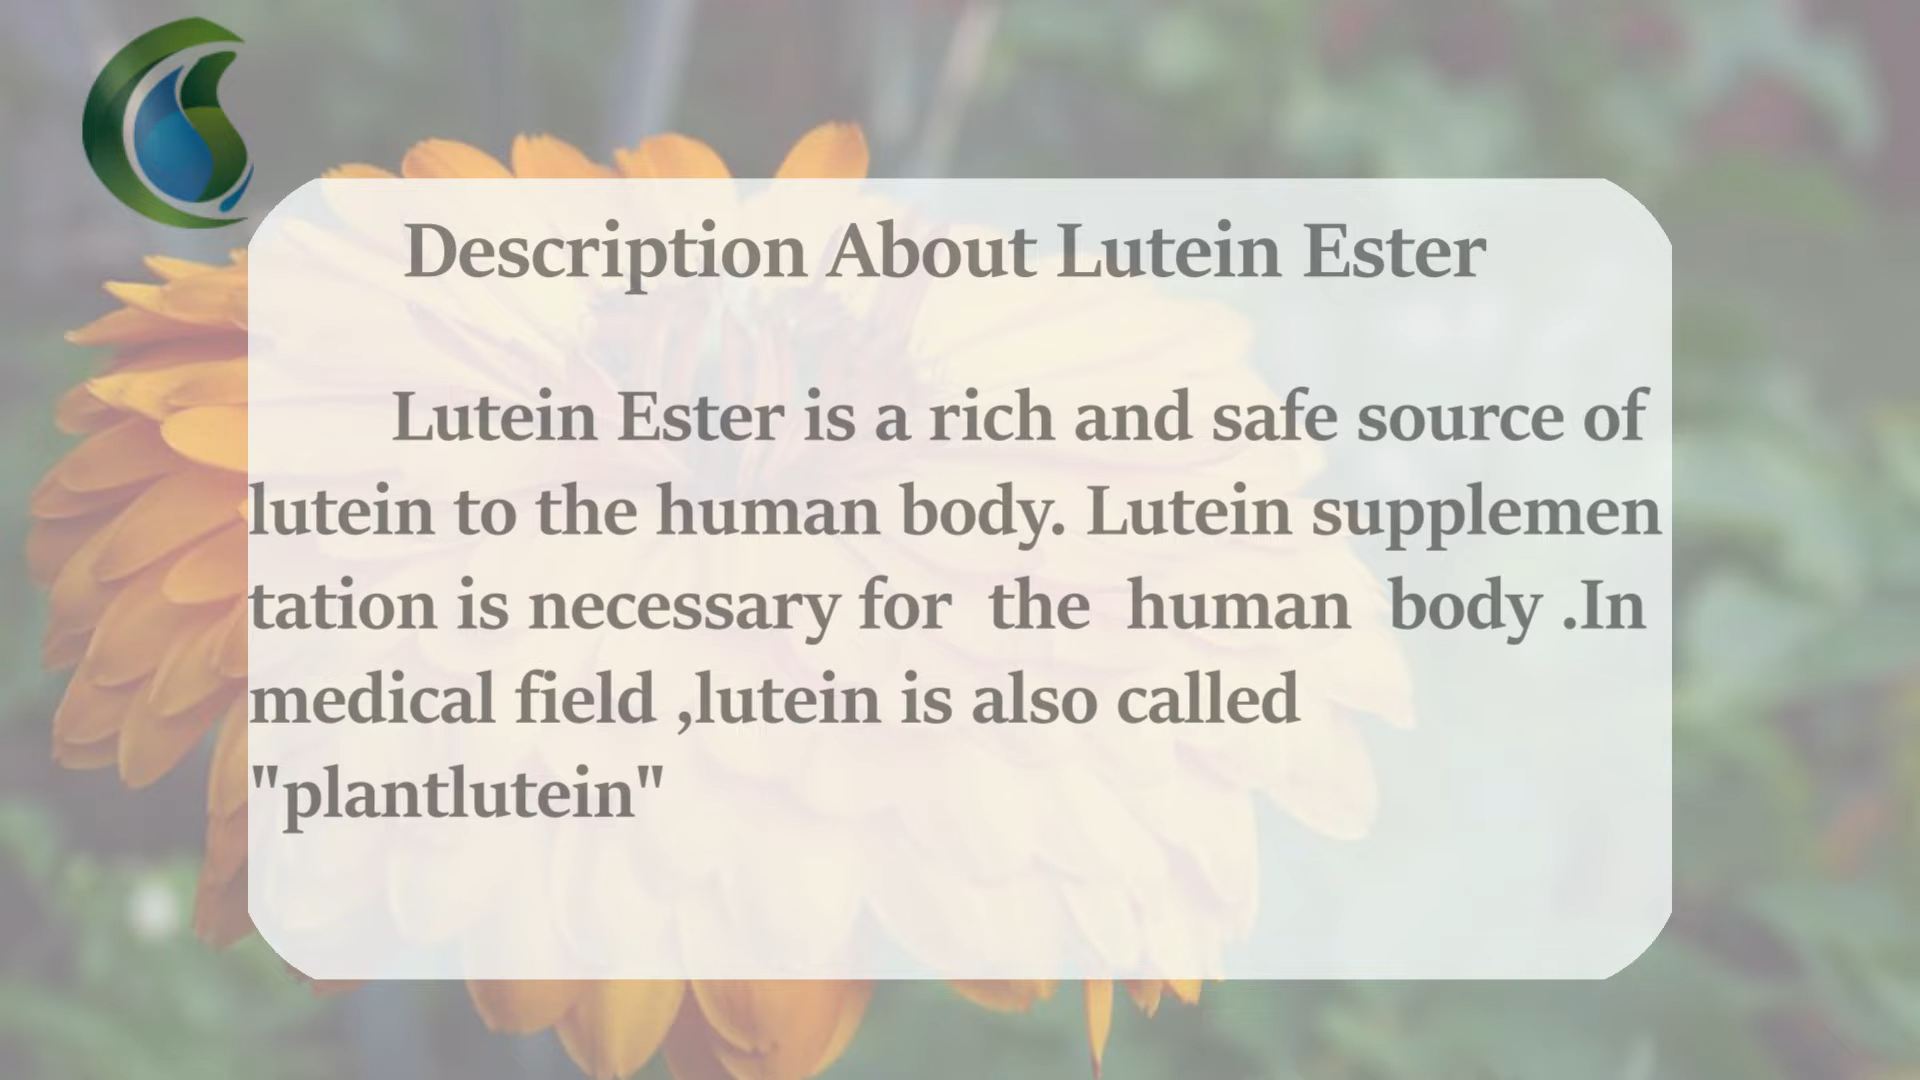 Description About Lutein Ester
Lutein Ester is a rich and safe source of
lutein to the human body. Lutein supplemen
tation is necessary for the human body .In
medical field ,lutein is also called
"plantlutein"